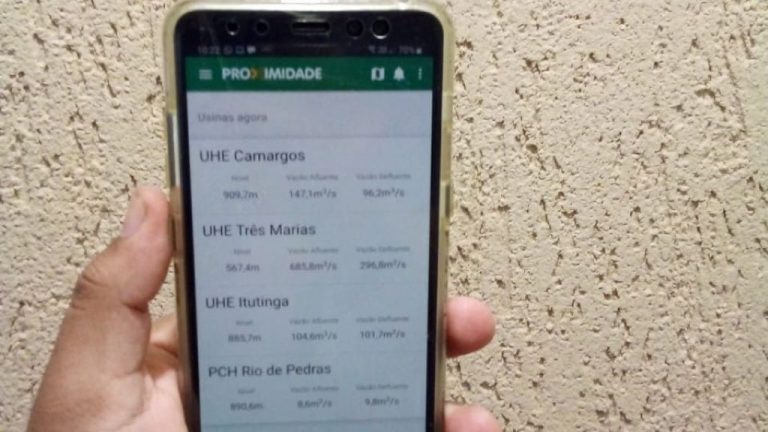 10:22 70%
PROXIMIDADE
Usinas agora
UHE Camargos
Nível Vazão Afluente Vazão Defluente
909,7m 147,1m³/s 96,2m³/s
UHE Três Marias
Nível Vazão Afluente Vazão Defluente
567,4m 685,8m³/s 296,8m³/s
UHE Itutinga
Nível Vazão Afluente Vazão Defluente
885,7m 104,6m³/s 101,7m³/s
PCH Rio de Pedras
Nível Vazão Afluente Vazão Defluente
890,6m 8,6m³/s 9,8m³/s